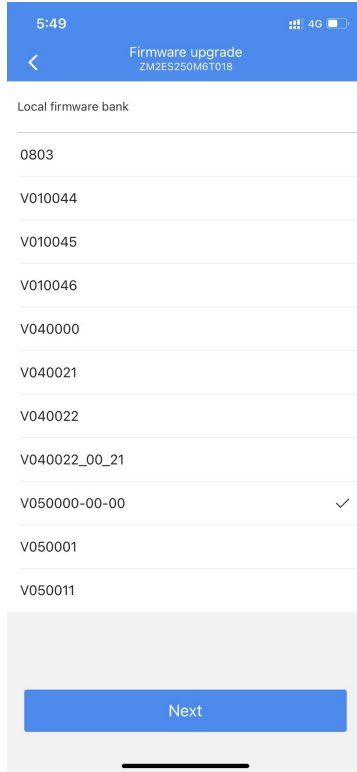 5:49
4G
Firmware upgrade
ZM2ES250M6T018
Local firmware bank
0803
V010044
V010045
V010046
V040000
V040021
V040022
V040022_00_21
V050000-00-00
V050001
V050011
Next